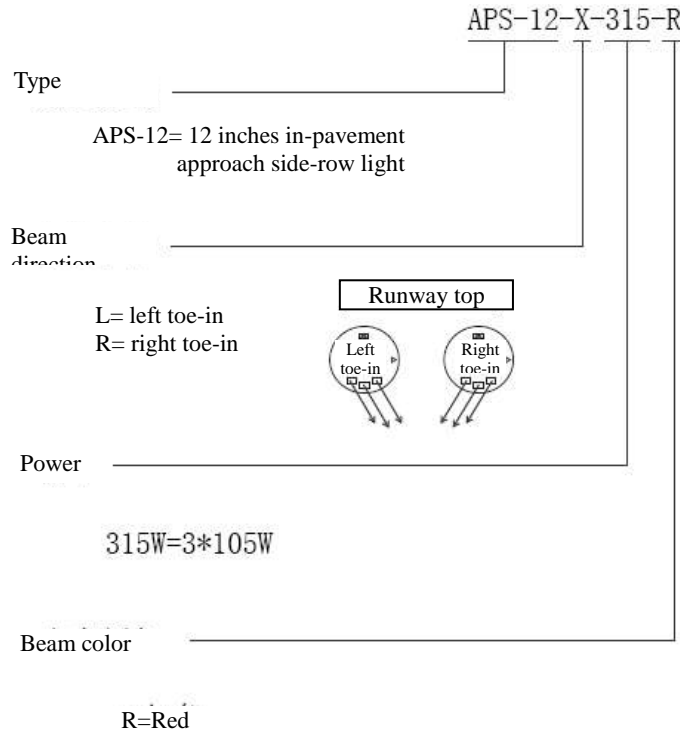 APS-12-X-315-R
Type
APS-12= 12 inches in-pavement
approach side-row light
Beam
direction
L= left toe-in
R= right toe-in
Runway top
Left
toe-in
Right
toe-in
Power
315W=3*105W
Beam color
R=Red